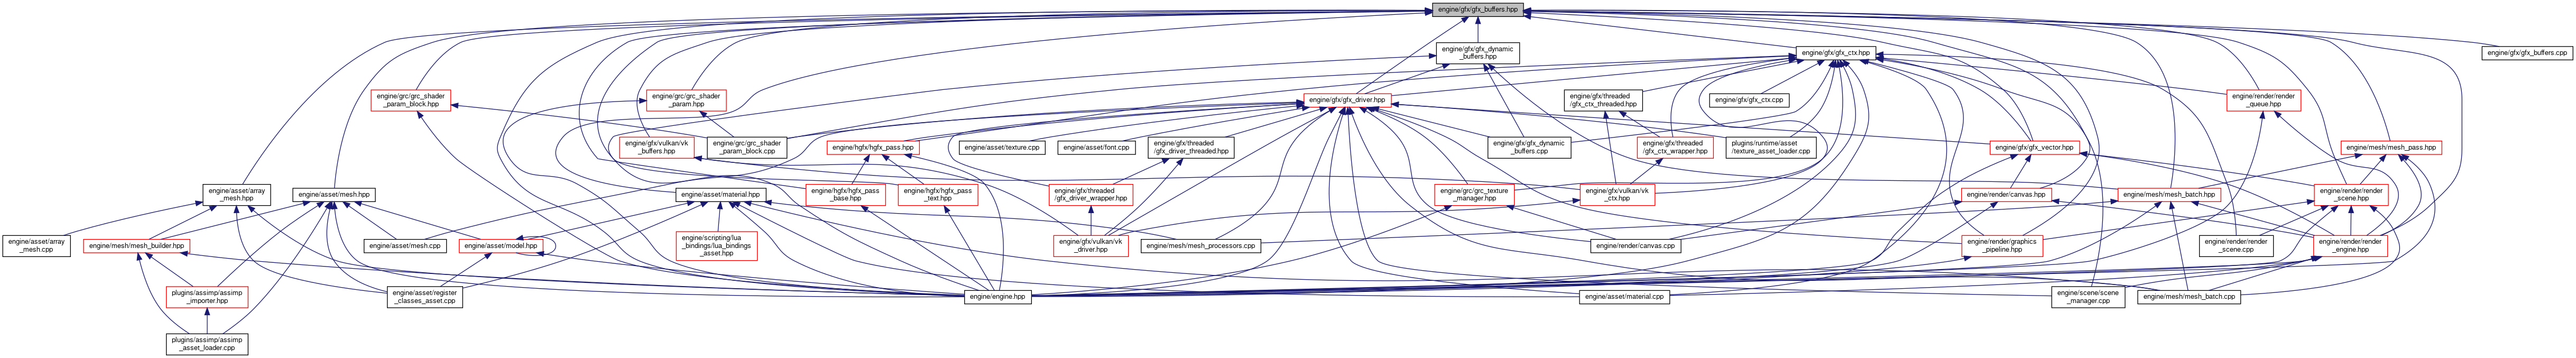 engine/gfx/gfx_buffers.hpp
engine/gfx/gfx_dynamic
_buffers.hpp
engine/gfx/gfx_ctx.hpp
engine/gfx/gfx_buffers.cpp
engine/grc/grc_shader
_param_block.hpp
engine/grc/grc_shader
_param.hpp
engine/gfx/gfx_driver.hpp
engine/gfx/threaded
/gfx_ctx_threaded.hpp
engine/gfx/gfx_ctx.cpp
engine/render/render
_queue.hpp
engine/gfx/vulkan/vk
_buffers.hpp
engine/grc/grc_shader
_param_block.cpp
engine/hgfx/hgfx_pass.hpp
engine/asset/texture.cpp
engine/asset/font.cpp
engine/gfx/threaded
/gfx_driver_threaded.hpp
engine/gfx/gfx_dynamic
_buffers.cpp
engine/gfx/threaded
/gfx_ctx_wrapper.hpp
plugins/runtime/asset
/texture_asset_loader.cpp
engine/gfx/gfx_vector.hpp
engine/mesh/mesh_pass.hpp
engine/asset/array
_mesh.hpp
engine/asset/mesh.hpp
engine/asset/material.hpp
engine/hgfx/hgfx_pass
_base.hpp
engine/hgfx/hgfx_pass
_text.hpp
engine/gfx/threaded
/gfx_driver_wrapper.hpp
engine/grc/grc_texture
_manager.hpp
engine/gfx/vulkan/vk
_ctx.hpp
engine/render/canvas.hpp
engine/mesh/mesh_batch.hpp
engine/render/render
_scene.hpp
engine/asset/array
_mesh.cpp
engine/mesh/mesh_builder.hpp
engine/asset/mesh.cpp
engine/asset/model.hpp
engine/scripting/lua
_bindings/lua_bindings
_asset.hpp
engine/gfx/vulkan/vk
_driver.hpp
engine/mesh/mesh_processors.cpp
engine/render/canvas.cpp
engine/render/graphics
_pipeline.hpp
engine/render/render
_scene.cpp
engine/render/render
_engine.hpp
plugins/assimp/assimp
_importer.hpp
engine/asset/register
_classes_asset.cpp
engine/engine.hpp
engine/asset/material.cpp
engine/scene/scene
_manager.cpp
engine/mesh/mesh_batch.cpp
plugins/assimp/assimp
_asset_loader.cpp